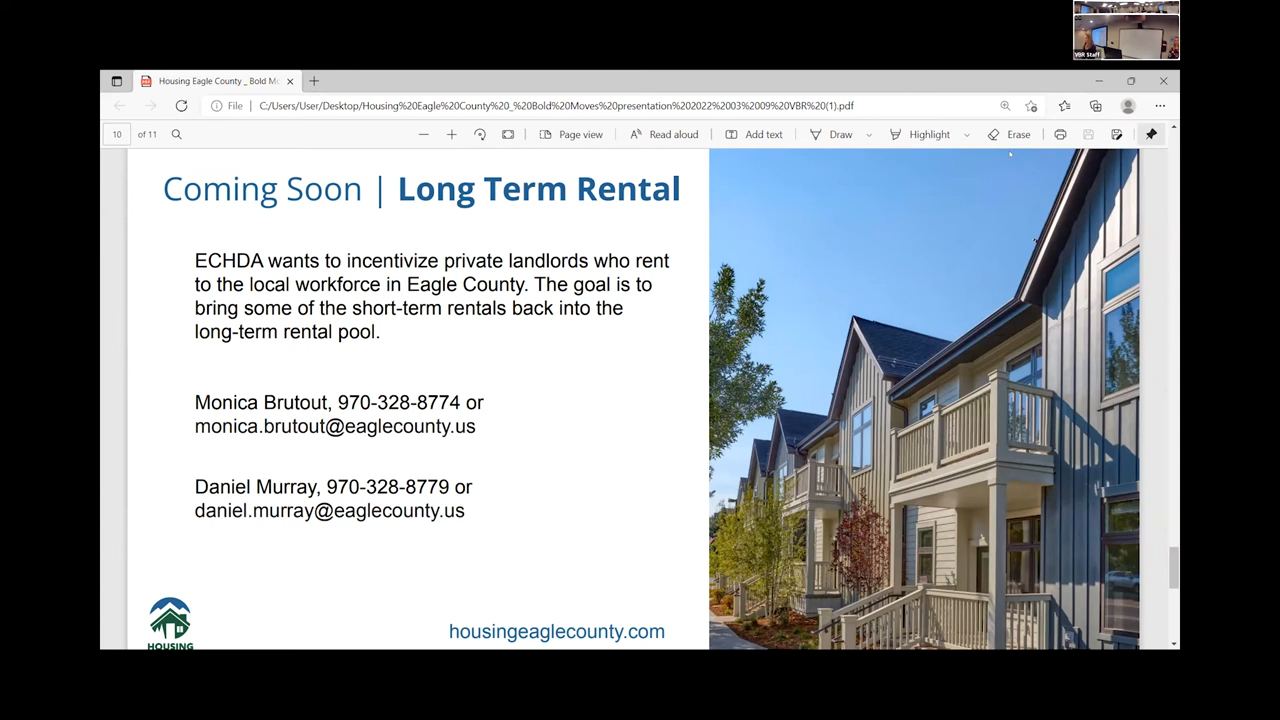 VBR Staff
Housing Eagle County _ Bold Mo
File C:/Users/User/Desktop/Housing%20Eagle%20County%20_%20Bold%20Moves%20presentation%202022%2003%2009%20VBR%20(1).pdf
10 of 11 Page view Read aloud Add text Draw Highlight Erase
Coming Soon | Long Term Rental
ECHDA wants to incentivize private landlords who rent
to the local workforce in Eagle County. The goal is to
bring some of the short-term rentals back into the
long-term rental pool.
Monica Brutout, 970-328-8774 or
monica.brutout@eaglecounty.us
Daniel Murray, 970-328-8779 or
daniel.murray@eaglecounty.us
housingeaglecounty.com
HOUSING